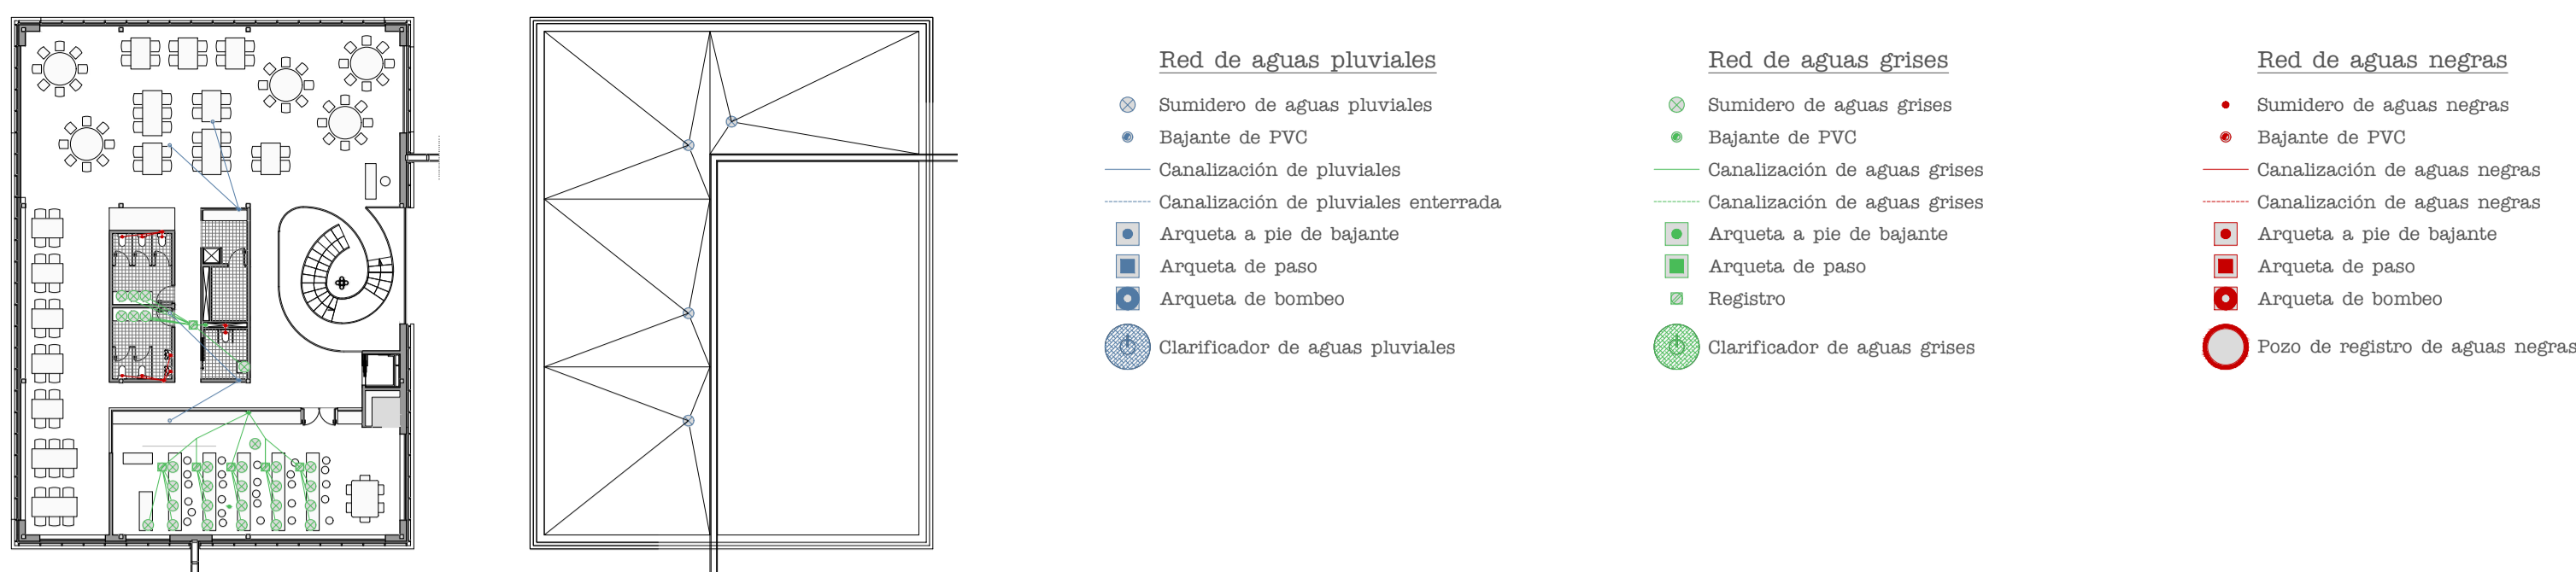 Red de aguas pluviales
Sumidero de aguas pluviales
Bajante de PVC
Canalización de pluviales
Canalización de pluviales enterrada
Arqueta a pie de bajante
Arqueta de paso
Arqueta de bombeo
Clarificador de aguas pluviales
Red de aguas grises
Sumidero de aguas grises
Bajante de PVC
Canalización de aguas grises
Canalización de aguas grises
Arqueta a pie de bajante
Arqueta de paso
Registro
Clarificador de aguas grises
Red de aguas negras
Sumidero de aguas negras
Bajante de PVC
Canalización de aguas negras
Canalización de aguas negras
Arqueta a pie de bajante
Arqueta de paso
Arqueta de bombeo
Pozo de registro de aguas negras